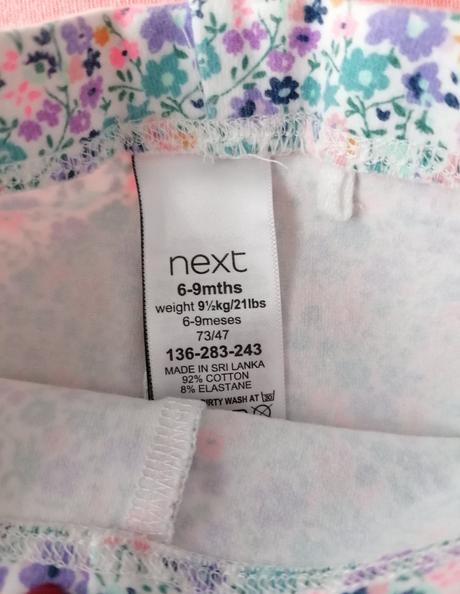 next
6-9mths
weight 9½kg/21lbs
6-9meses
73/47
136-283-243
MADE IN SRI LANKA
92% COTTON
8% ELASTANE
DIRTY WASH AT 30